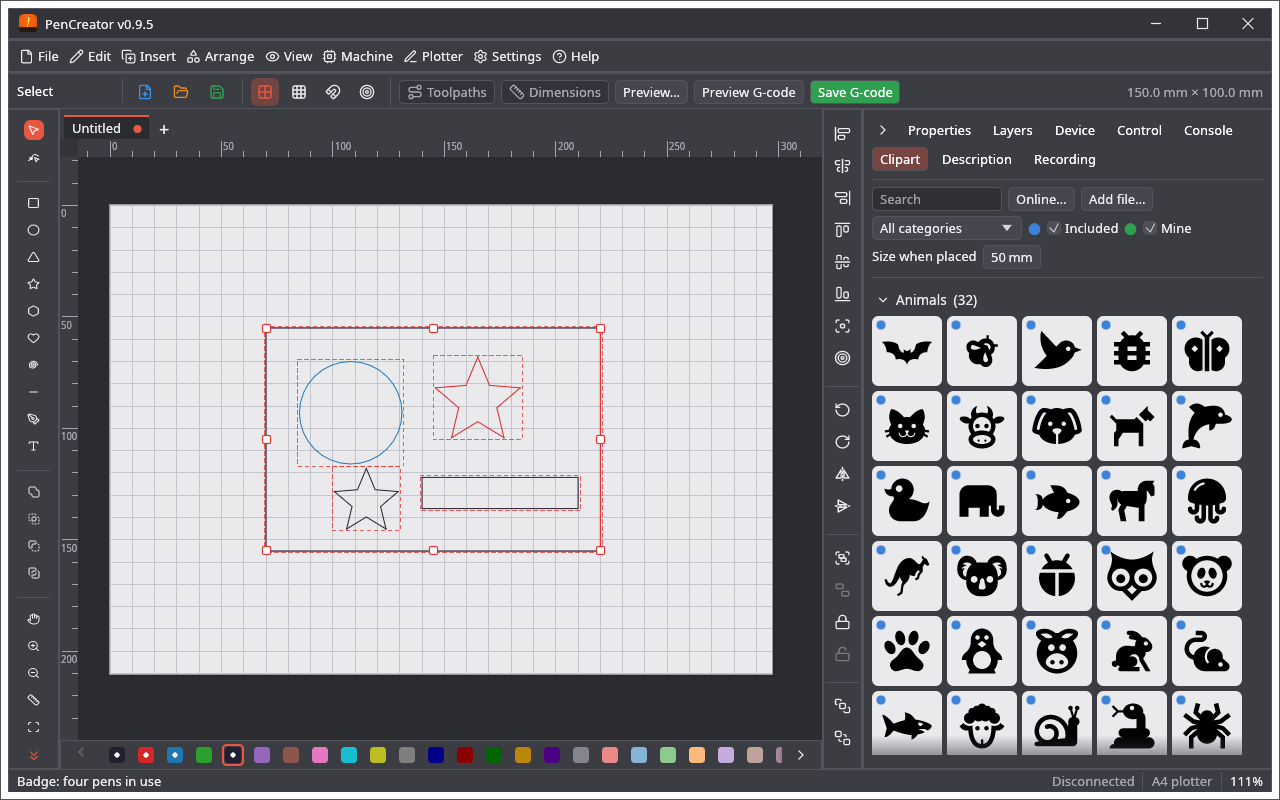 PenCreator v0.9.5
File Edit Insert Arrange View Machine Plotter Settings Help
Select Toolpaths Dimensions Preview... Preview G-code Save G-code 150.0 mm × 100.0 mm
Untitled
0 50 100 150 200 250 300
0
50
100
150
200
Properties Layers Device Control Console
Clipart Description Recording
Search Online... Add file...
All categories Included Mine
Size when placed 50 mm
Animals (32)
Badge: four pens in use Disconnected A4 plotter 111%